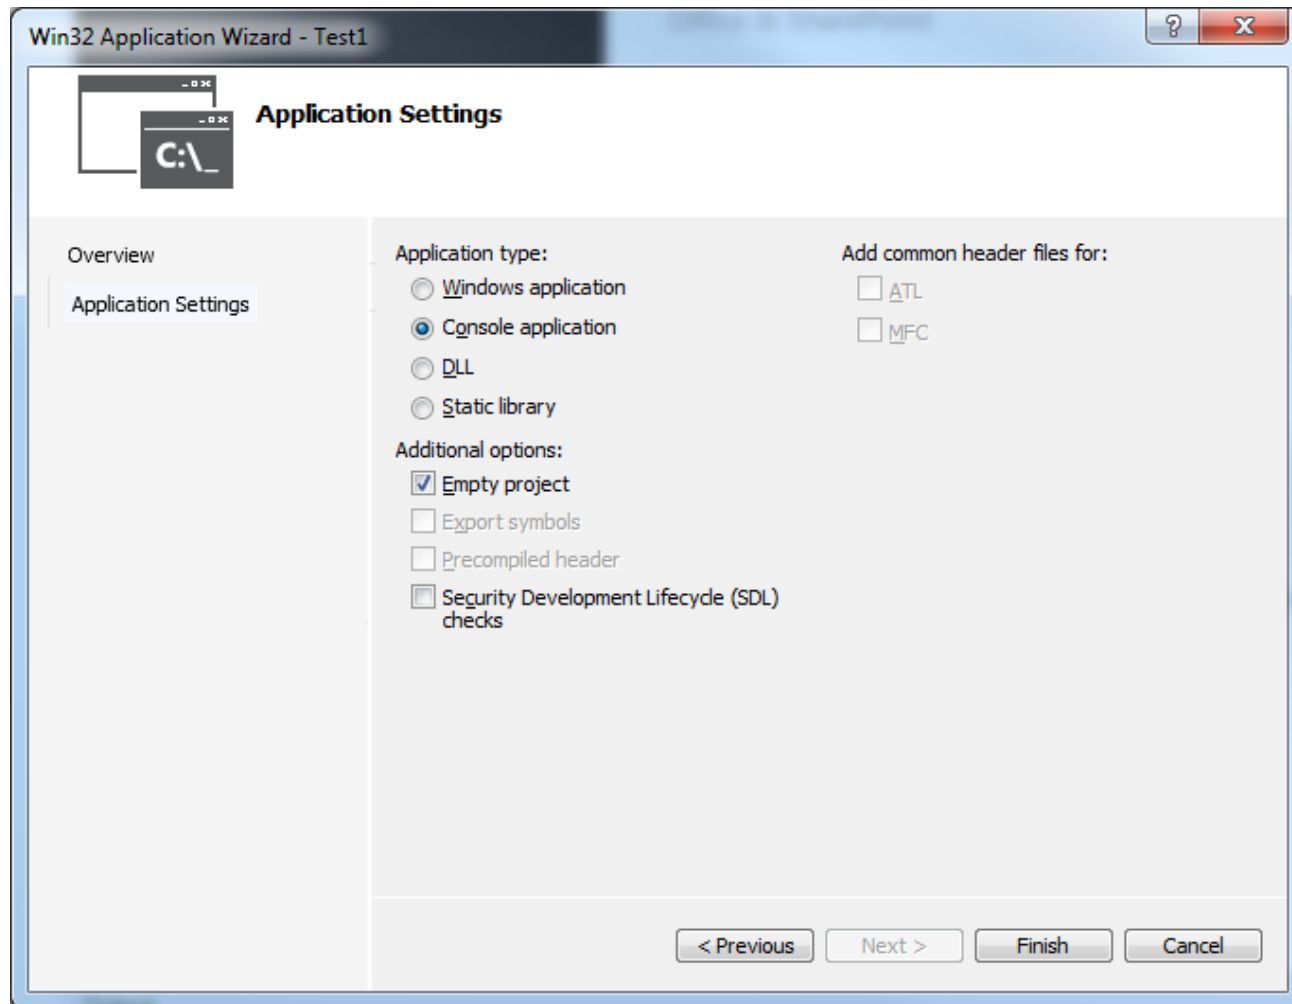 Win32 Application Wizard - Test1
C:\_
Application Settings
Overview
Application Settings
Application type:
Windows application
Console application
DLL
Static library
Additional options:
Empty project
Export symbols
Precompiled header
Security Development Lifecycle (SDL)
checks
Add common header files for:
ATL
MFC
< Previous
Next >
Finish
Cancel